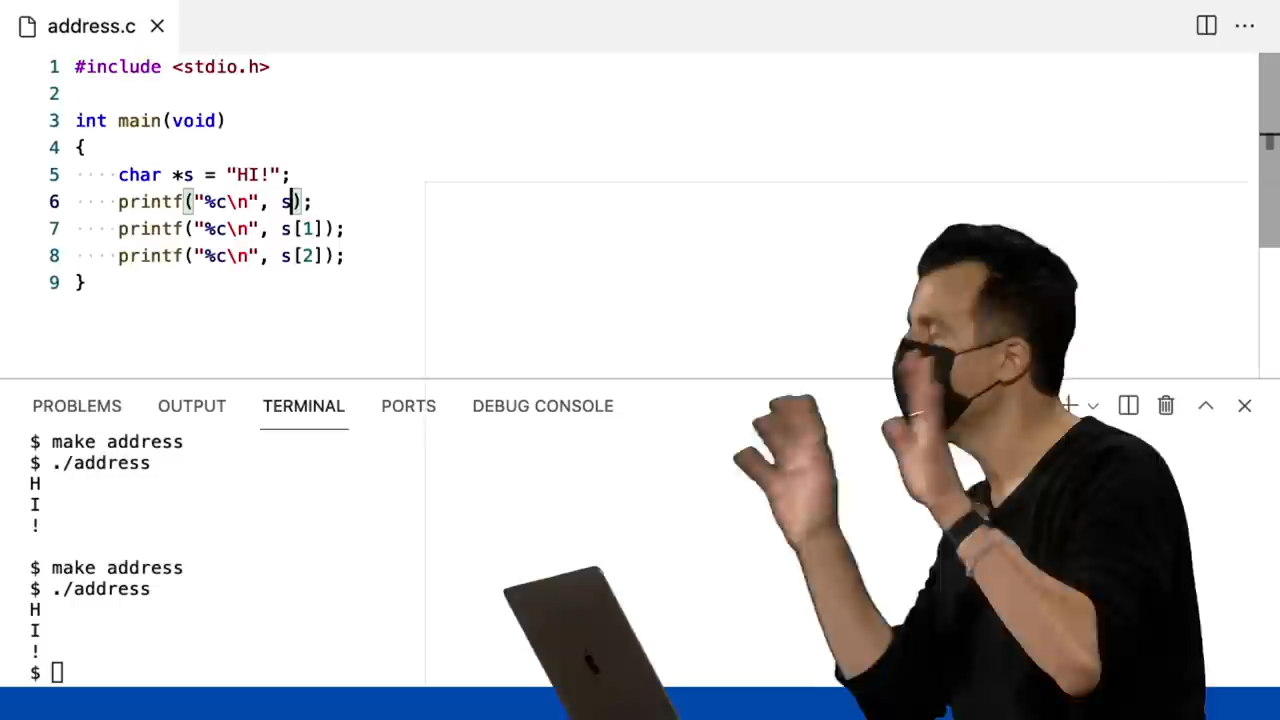 address.c
1 #include <stdio.h>
2
3 int main(void)
4 {
5 ····char *s = "HI!";
6 ····printf("%c\n", s);
7 ····printf("%c\n", s[1]);
8 ····printf("%c\n", s[2]);
9 }
PROBLEMS OUTPUT TERMINAL PORTS DEBUG CONSOLE
$ make address
$ ./address
H
I
!
$ make address
$ ./address
H
I
!
$